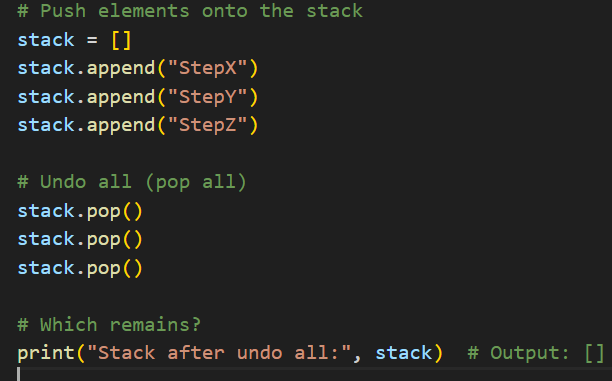 # Push elements onto the stack
stack = []
stack.append("StepX")
stack.append("StepY")
stack.append("StepZ")
# Undo all (pop all)
stack.pop()
stack.pop()
stack.pop()
# Which remains?
print("Stack after undo all:", stack)  # Output: []